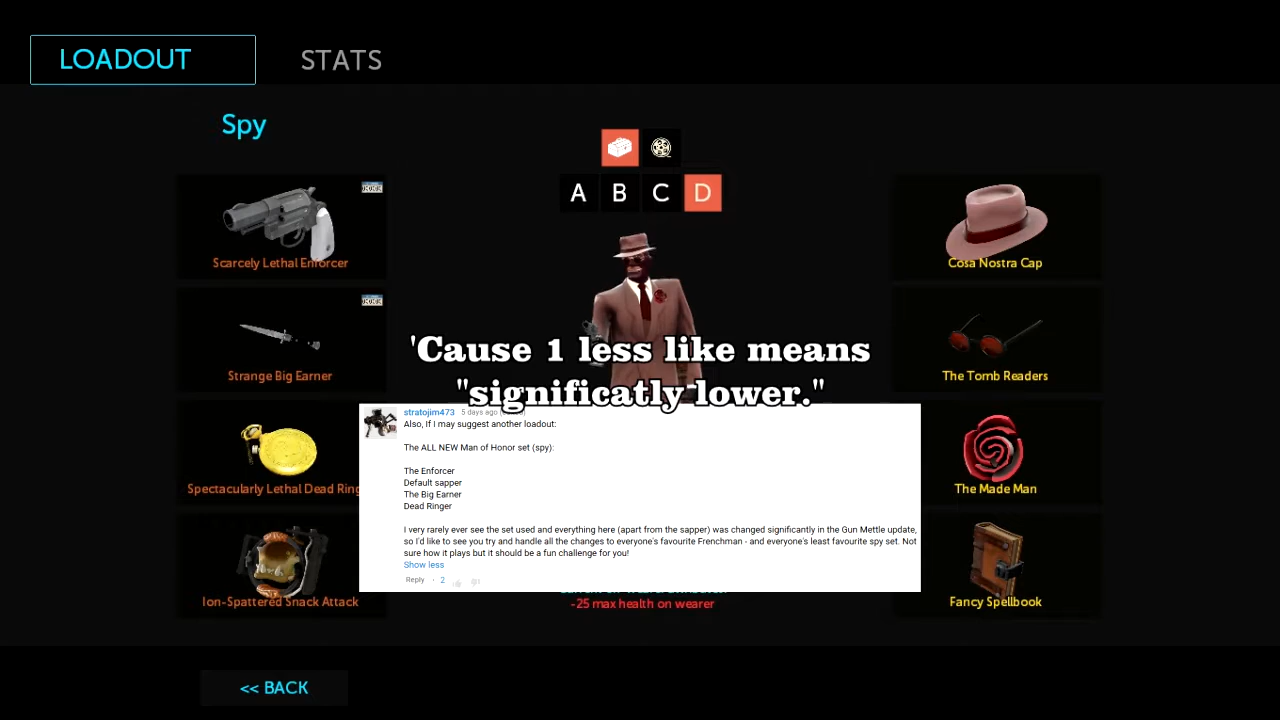 LOADOUT
STATS
Spy
A B C D
Scarcely Lethal Enforcer
Cosa Nostra Cap
Strange Big Earner
The Tomb Readers
'Cause 1 less like means
"significatly lower."
stratojim473 5 days ago
Also, If I may suggest another loadout:
The ALL NEW Man of Honor set (spy):
The Enforcer
Default sapper
The Big Earner
Dead Ringer
I very rarely ever see the set used and everything here (apart from the sapper) was changed significantly in the Gun Mettle update,
so I'd like to see you try and handle all the changes to everyone's favourite Frenchman - and everyone's least favourite spy set. Not
sure how it plays but it should be a fun challenge for you!
Show less
Reply · 2
Spectacularly Lethal Dead Ring
The Made Man
Ion-Spattered Snack Attack
Fancy Spellbook
-25 max health on wearer
<< BACK